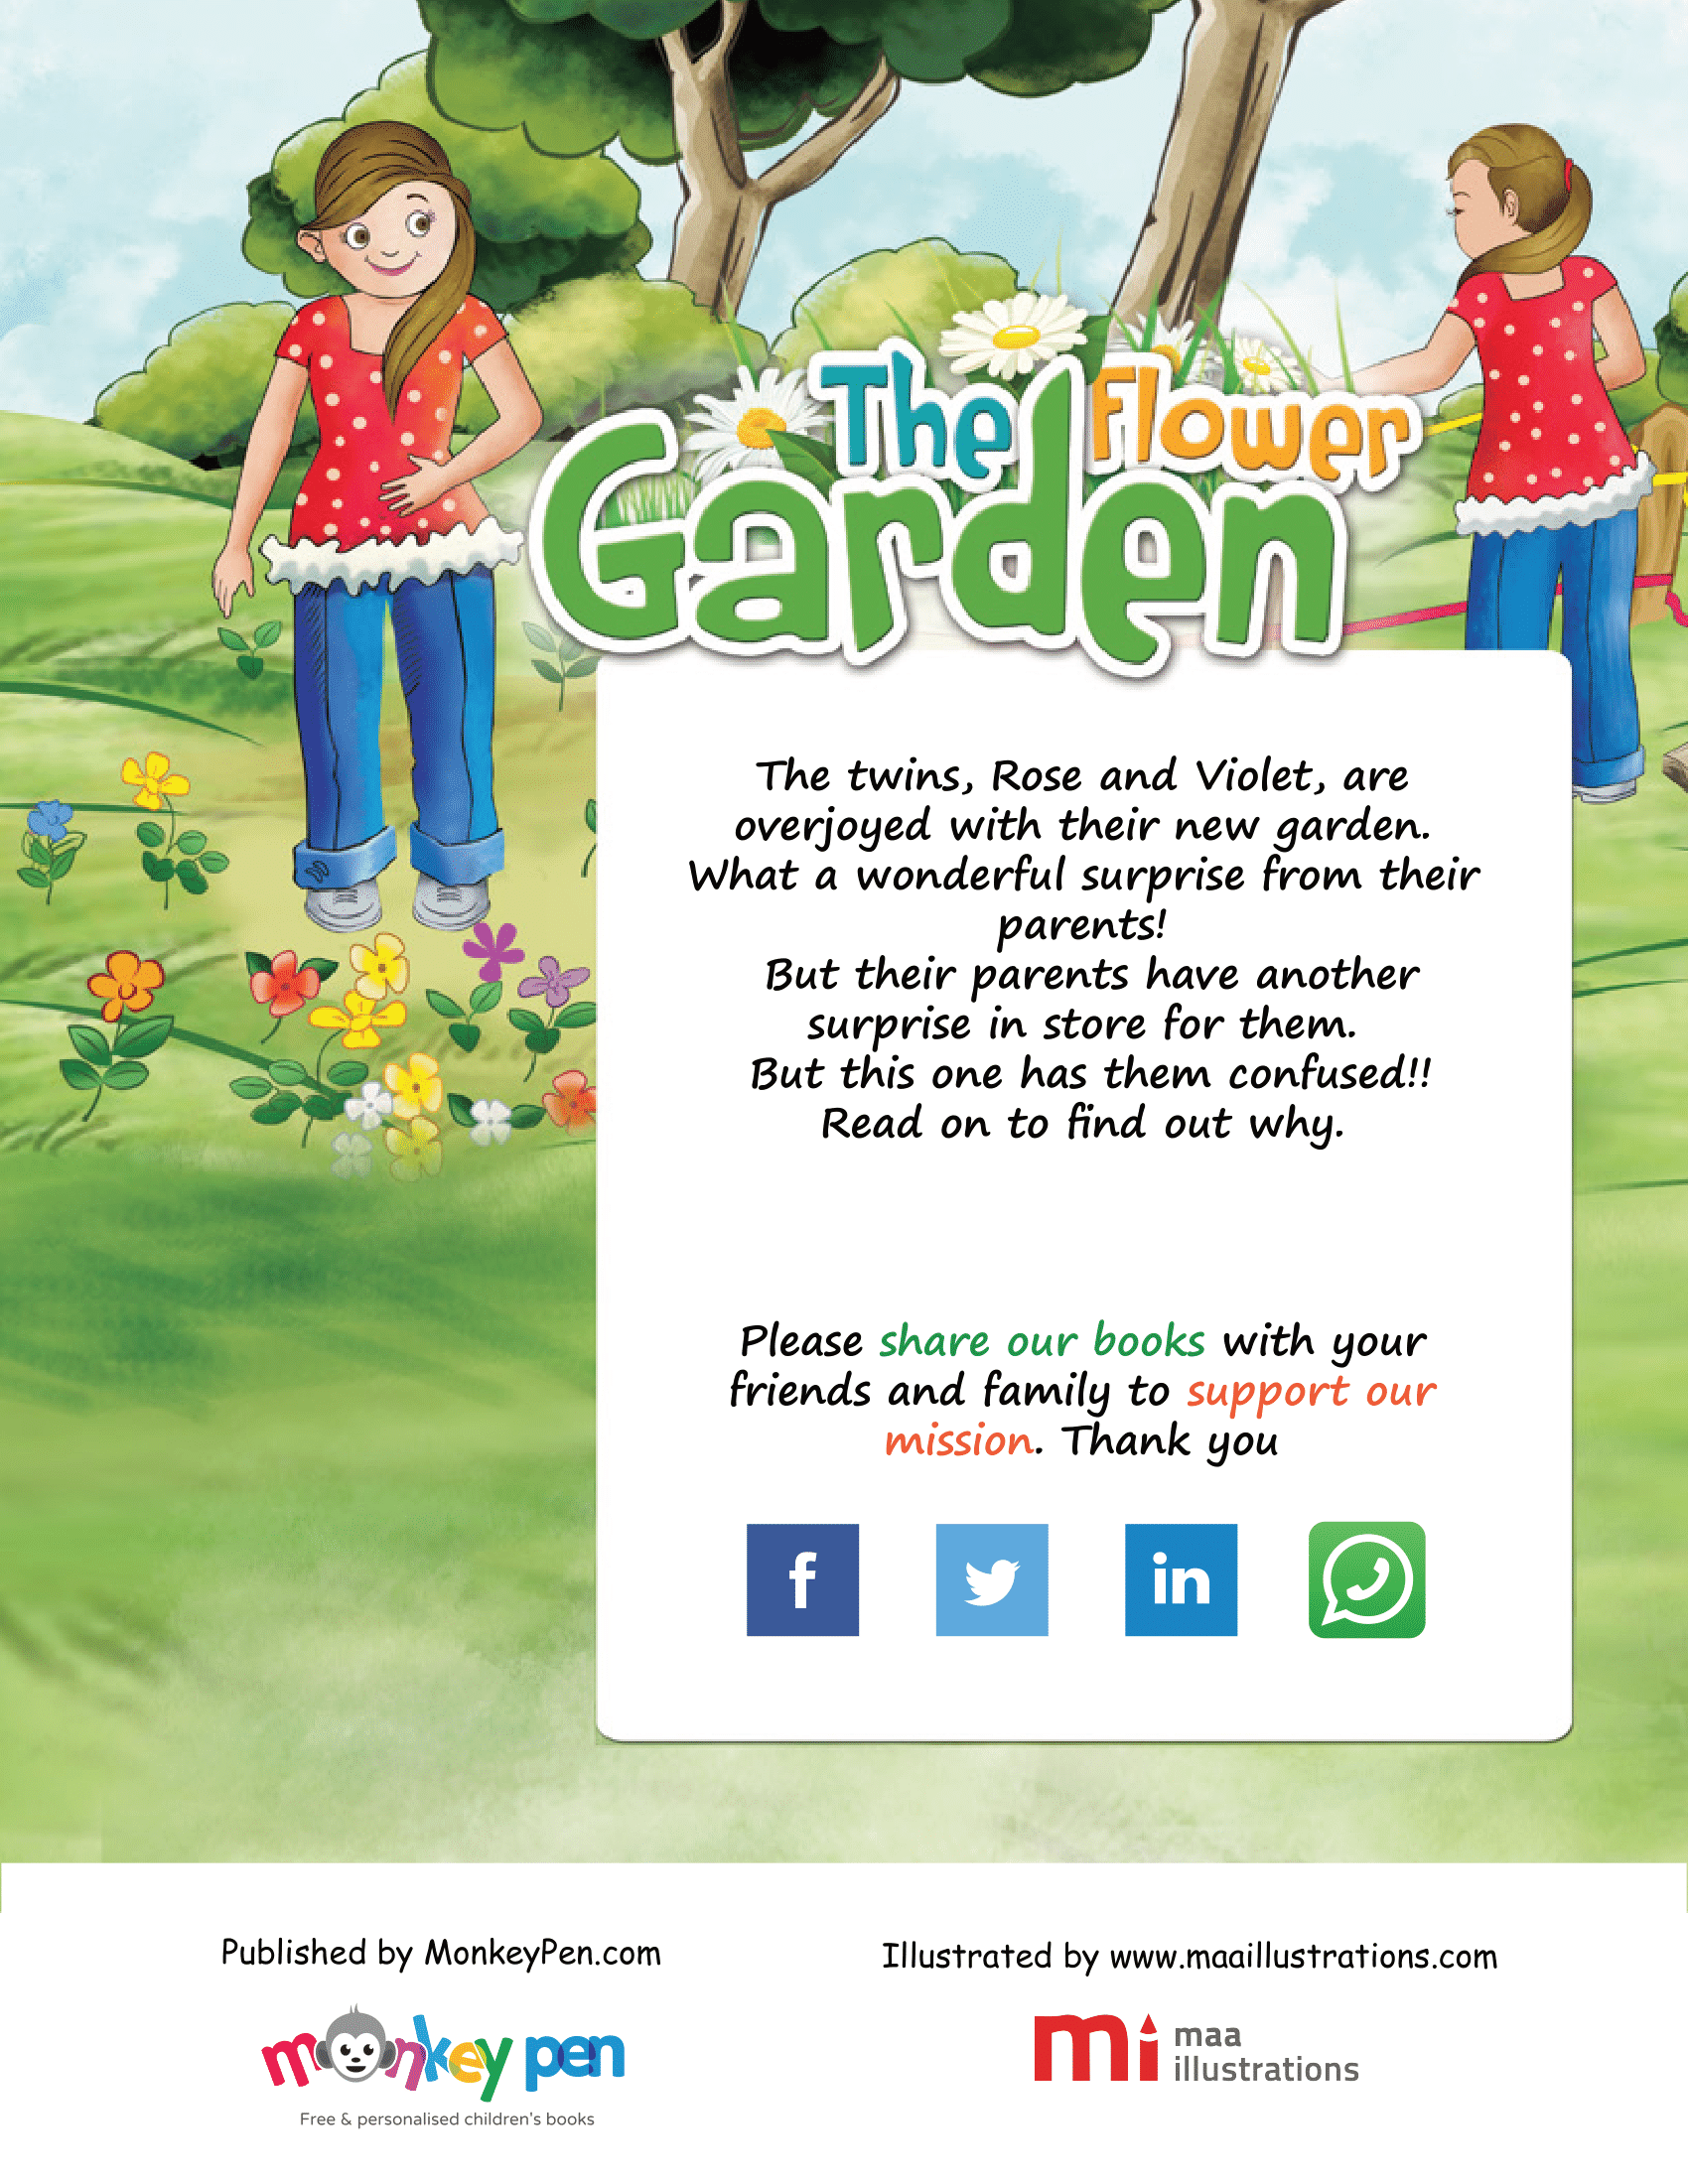 The flower
Garden
The twins, Rose and Violet, are
overjoyed with their new garden.
What a wonderful surprise from their
parents!
But their parents have another
surprise in store for them.
But this one has them confused!!
Read on to find out why.
Please share our books with your
friends and family to support our
mission. Thank you
f
in
Published by MonkeyPen.com
Illustrated by www.maaillustrations.com
monkey pen
Free & personalised children's books
mi
maa
illustrations